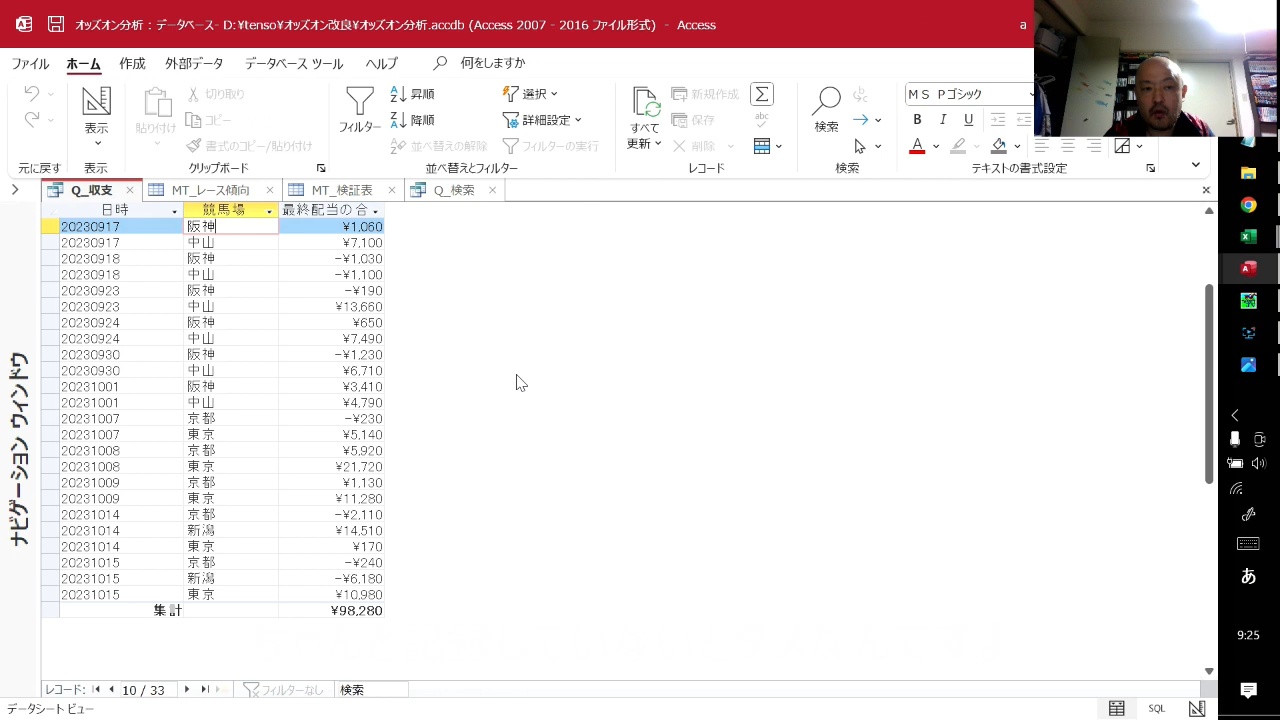 オッズオン分析：データベース- D:¥tenso¥オッズオン改良¥オッズオン分析.accdb (Access 2007 - 2016 ファイル形式) - Access a
ファイル ホーム 作成 外部データ データベース ツール ヘルプ 何をしますか
元に戻す
表示
表示
貼り付け
切り取り
コピー
書式のコピー/貼り付け
クリップボード
フィルター
昇順
降順
並べ替えの解除
選択
詳細設定
フィルターの実行
並べ替えとフィルター
すべて
更新
新規作成
保存
削除
レコード
検索
検索
MS Pゴシック
B I U
テキストの書式設定
Q_収支 MT_レース傾向 MT_検証表 Q_検索
日時 競馬場 最終配当の合
20230917 阪神 ¥1,060
20230917 中山 ¥7,100
20230918 阪神 -¥1,030
20230918 中山 -¥1,100
20230923 阪神 -¥190
20230923 中山 ¥13,660
20230924 阪神 ¥650
20230924 中山 ¥7,490
20230930 阪神 -¥1,230
20230930 中山 ¥6,710
20231001 阪神 ¥3,410
20231001 中山 ¥4,790
20231007 京都 -¥230
20231007 東京 ¥5,140
20231008 京都 ¥5,920
20231008 東京 ¥21,720
20231009 京都 ¥1,130
20231009 東京 ¥11,280
20231014 京都 -¥2,110
20231014 新潟 ¥14,510
20231014 東京 ¥170
20231015 京都 -¥240
20231015 新潟 -¥6,180
20231015 東京 ¥10,980
集計 ¥98,280
ナビゲーション ウィンドウ
レコード: 10 / 33 フィルターなし 検索
データシート ビュー SQL
あ
9:25